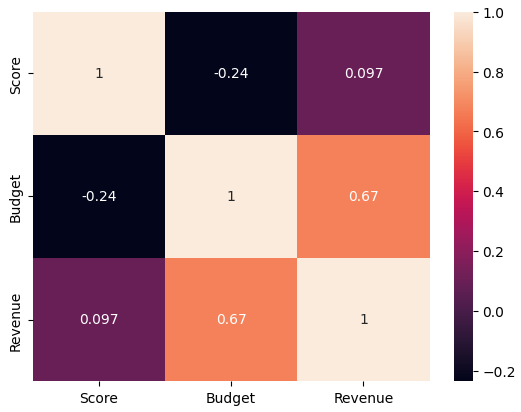 Score 1 -0.24 0.097
Budget -0.24 1 0.67
Revenue 0.097 0.67 1
Score Budget Revenue
1.0
0.8
0.6
0.4
0.2
0.0
−0.2